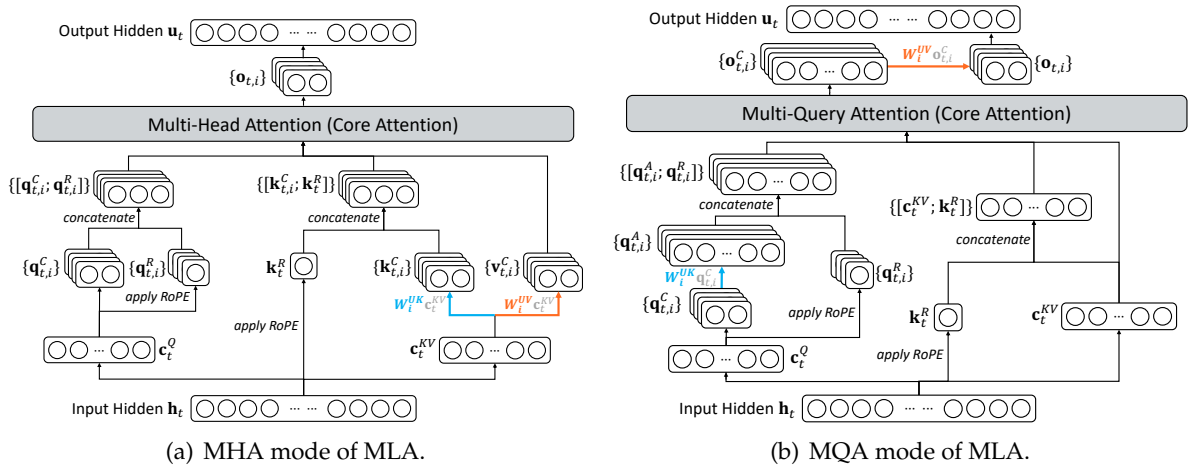 Output Hidden u_t
{o_{t,i}}
Multi-Head Attention (Core Attention)
{[q^C_{t,i}; q^R_{t,i}]}
concatenate
{[k^C_{t,i}; k^R_t]}
concatenate
{q^C_{t,i}}
{q^R_{t,i}}
apply RoPE
k^R_t
{k^C_{t,i}}
{v^C_{t,i}}
W^{UK}_i c^{KV}_t
W^{UV}_i c^{KV}_t
apply RoPE
c^Q_t
c^{KV}_t
Input Hidden h_t
(a) MHA mode of MLA.
Output Hidden u_t
{o^C_{t,i}}
W^{UV}_i o^C_{t,i}
{o_{t,i}}
Multi-Query Attention (Core Attention)
{[q^A_{t,i}; q^R_{t,i}]}
concatenate
{[c^{KV}_t; k^R_t]}
concatenate
{q^A_{t,i}}
W^{UK}_i q^C_{t,i}
{q^R_{t,i}}
{q^C_{t,i}}
apply RoPE
k^R_t
c^{KV}_t
c^Q_t
apply RoPE
Input Hidden h_t
(b) MQA mode of MLA.